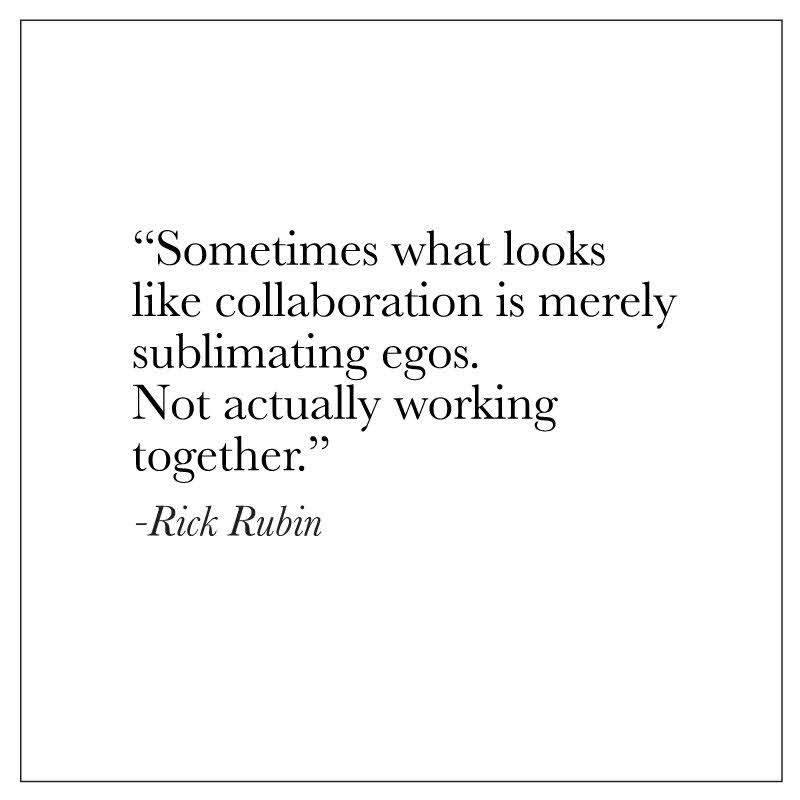 “Sometimes what looks
like collaboration is merely
sublimating egos.
Not actually working
together.”
-Rick Rubin